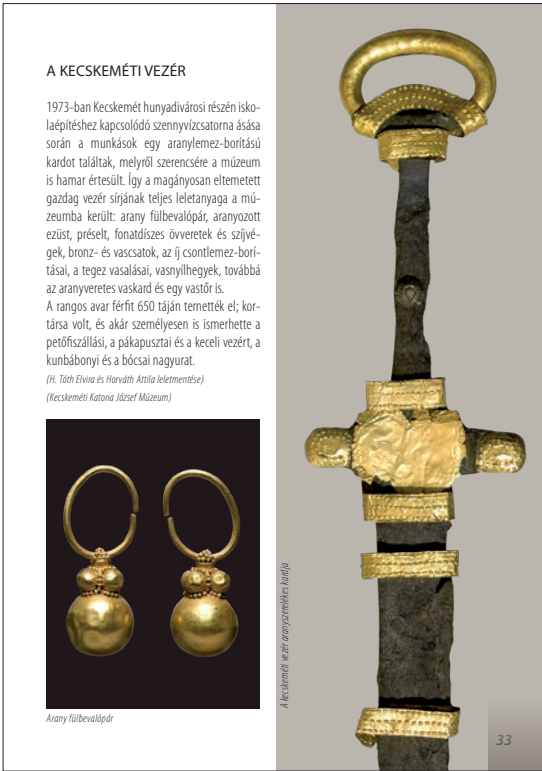 A KECSKEMÉTI VEZÉR
1973-ban Kecskemét hunyadivárosi részén isko-
laépítéshez kapcsolódó szennyvízcsatorna ásása
során a munkások egy aranylemez-borítású
kardot találtak, melyről szerencsére a múzeum
is hamar értesült. Így a magányosan eltemetett
gazdag vezér sírjának teljes leletanyaga a mú-
zeumba került: arany fülbevalópár, aranyozott
ezüst, préselt, fonatdíszes övveretek és szíjvé-
gek, bronz- és vascsatok, az íj csontlemez-borí-
tásai, a tegez vasalásai, vasnyílhegyek, továbbá
az aranyveretes vaskard és egy vastőr is.
A rangos avar férfit 650 táján temették el; kor-
társa volt, és akár személyesen is ismerhette a
petőfiszállási, a pákapusztai és a keceli vezért, a
kunbábonyi és a bócsai nagyurat.
(H. Tóth Elvira és Horváth Attila leletmentése)
(Kecskeméti Katona József Múzeum)
Arany fülbevalópár
A kecskeméti vezér aranyszerelékes kardja
33